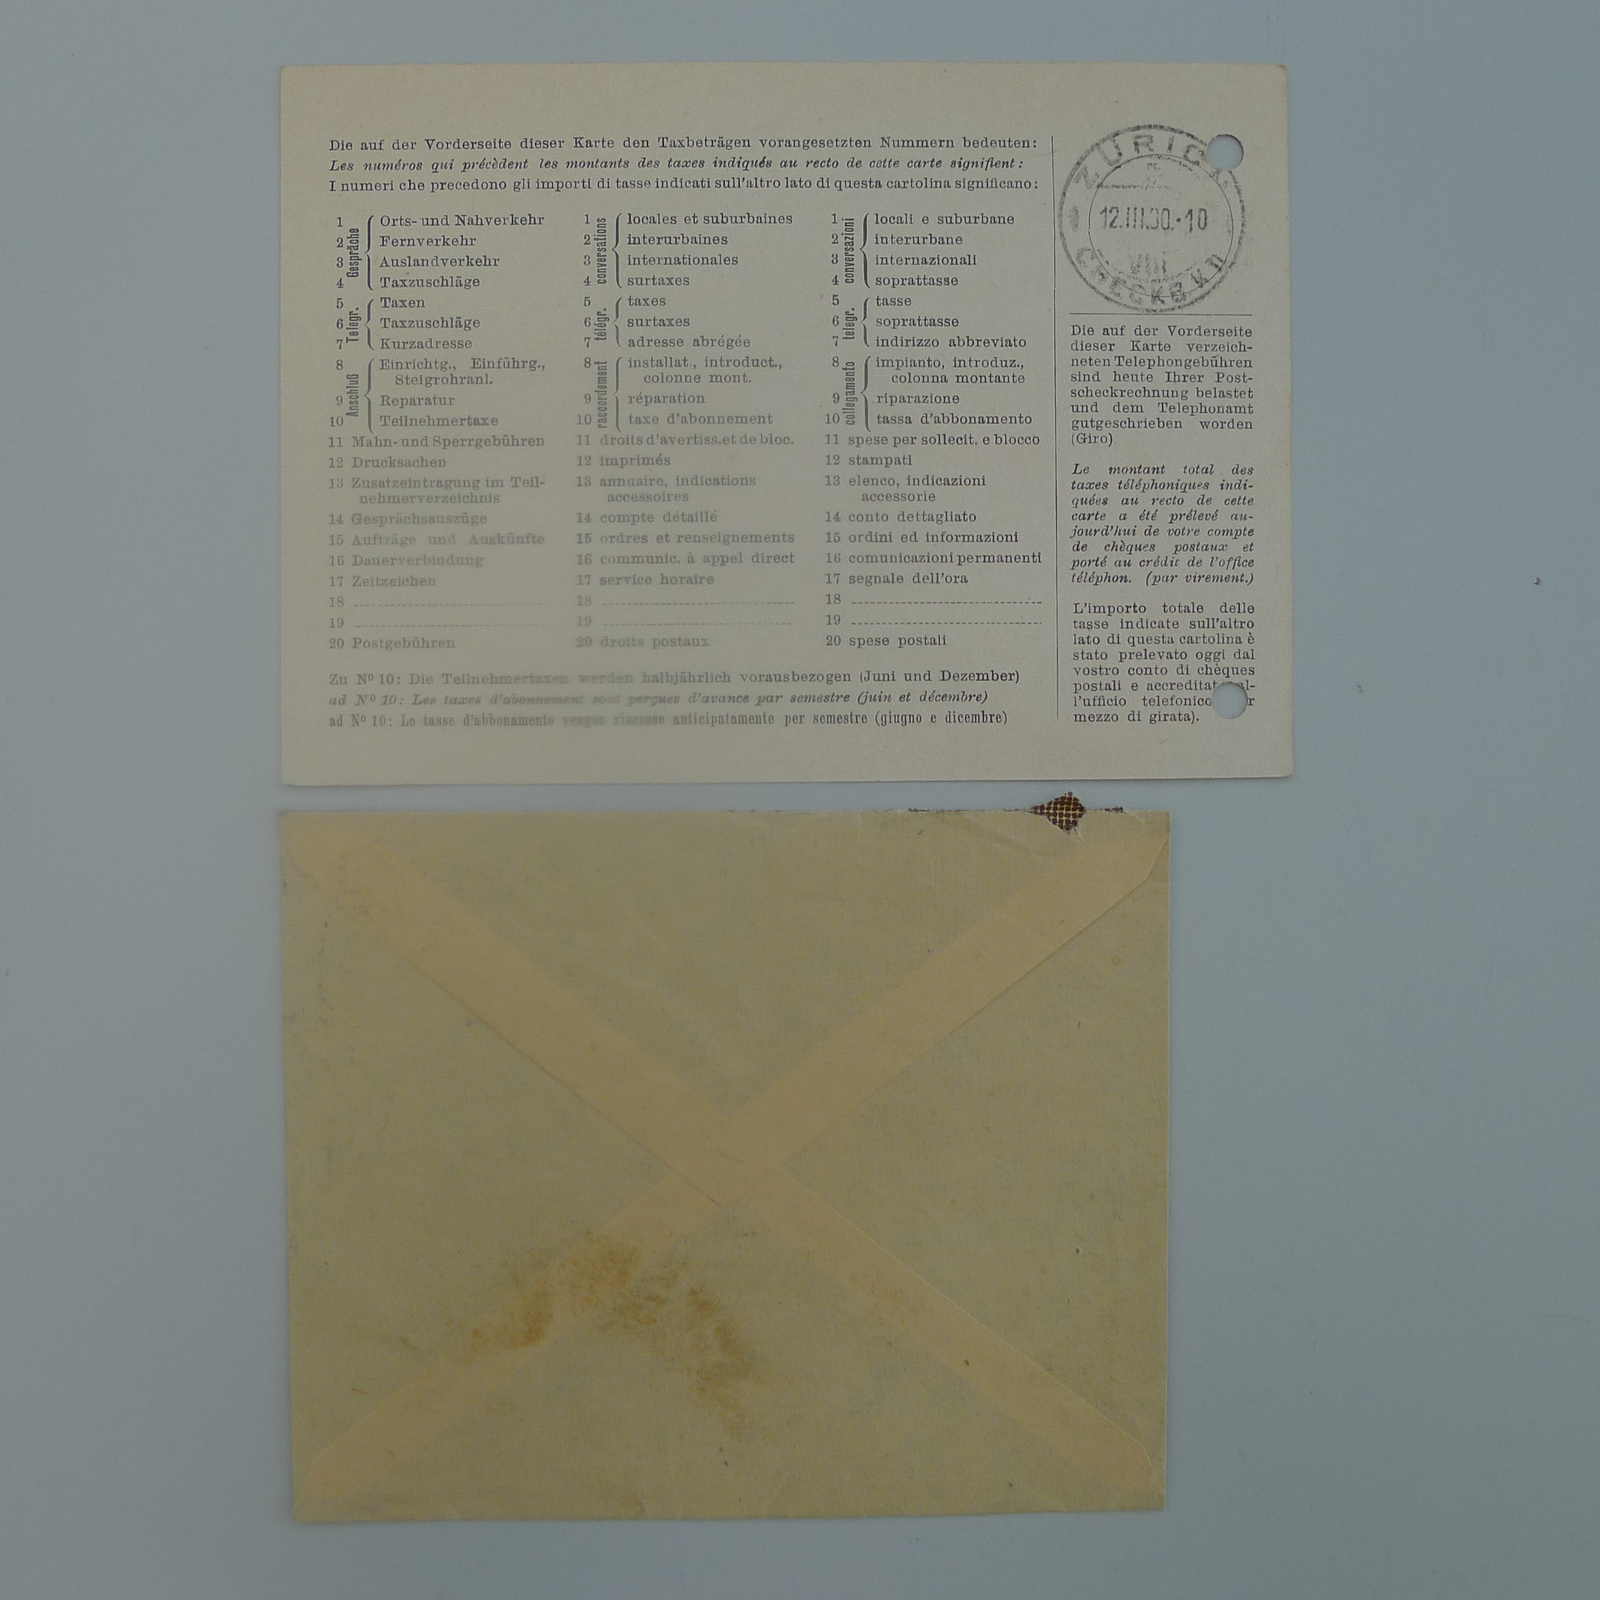 Die auf der Vorderseite dieser Karte den Taxbeträgen vorangesetzten Nummern bedeuten:
Les numéros qui précèdent les montants des taxes indiqués au recto de cette carte signifient:
I numeri che precedono gli importi di tasse indicati sull'altro lato di questa cartolina significano:
Gespräche
1 Orts- und Nahverkehr
2 Fernverkehr
3 Auslandverkehr
4 Taxzuschläge
Telegr.
5 Taxen
6 Taxzuschläge
7 Kurzadresse
Anschluß
8 Einrichtg., Einführg.,
Steigrohranl.
9 Reparatur
10 Teilnehmertaxe
11 Mahn- und Sperrgebühren
12 Drucksachen
13 Zusatzeintragung im Teil-
nehmerverzeichnis
14 Gesprächsauszüge
15 Aufträge und Auskünfte
16 Dauerverbindung
17 Zeitzeichen
18
19
20 Postgebühren
conversations
1 locales et suburbaines
2 interurbaines
3 internationales
4 surtaxes
télégr.
5 taxes
6 surtaxes
7 adresse abrégée
raccordement
8 installat., introduct.,
colonne mont.
9 réparation
10 taxe d'abonnement
11 droits d'avertiss. et de bloc.
12 imprimés
13 annuaire, indications
accessoires
14 compte détaillé
15 ordres et renseignements
16 communic. à appel direct
17 service horaire
18
19
20 droits postaux
conversazioni
1 locali e suburbane
2 interurbane
3 internazionali
4 soprattasse
telegr.
5 tasse
6 soprattasse
7 indirizzo abbreviato
collegamento
8 impianto, introduz.,
colonna montante
9 riparazione
10 tassa d'abbonamento
11 spese per sollecit. e blocco
12 stampati
13 elenco, indicazioni
accessorie
14 conto dettagliato
15 ordini ed informazioni
16 comunicazioni permanenti
17 segnale dell'ora
18
19
20 spese postali
Zu Nº 10: Die Teilnehmertaxen werden halbjährlich vorausbezogen (Juni und Dezember)
ad Nº 10: Les taxes d'abonnement sont perçues d'avance par semestre (juin et décembre)
ad Nº 10: Le tasse d'abbonamento vengon riscosse anticipatamente per semestre (giugno e dicembre)
12.III.30.-10
VIII
Die auf der Vorderseite
dieser Karte verzeich-
neten Telephongebühren
sind heute Ihrer Post-
scheckrechnung belastet
und dem Telephonamt
gutgeschrieben worden
(Giro).
Le montant total des
taxes téléphoniques indi-
quées au recto de cette
carte a été prélevé au-
jourd'hui de votre compte
de chèques postaux et
porté au crédit de l'office
téléphon. (par virement.)
L'importo totale delle
tasse indicate sull'altro
lato di questa cartolina è
stato prelevato oggi dal
vostro conto di chèques
postali e
l'ufficio telefonico
mezzo di girata).